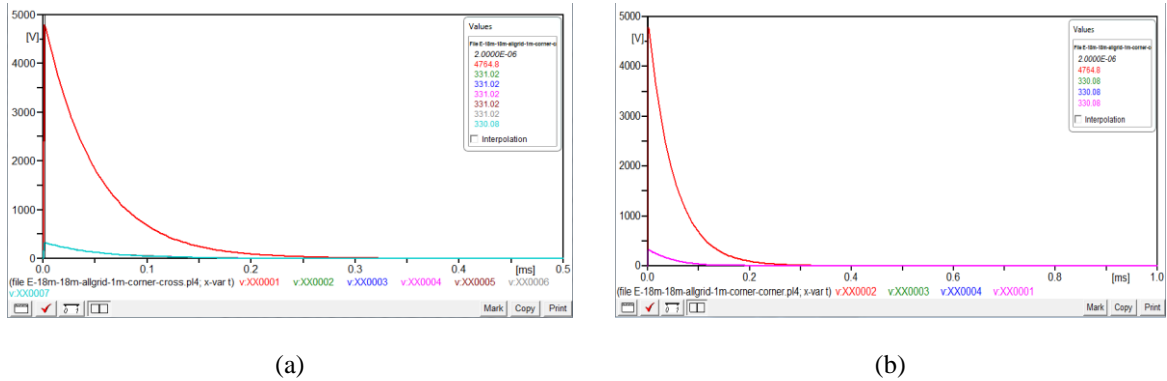 5000
[V]
4000
3000
2000
1000
0
0.0 0.1 0.2 0.3 0.4 [ms] 0.5
(file E-18m-18m-allgrid-1m-corner-cross.pl4; x-var t) v:XX0001 v:XX0002 v:XX0003 v:XX0004 v:XX0005 v:XX0006
v:XX0007
Mark Copy Print
Values
File E-18m-18m-allgrid-1m-corner-c
2.0000E-06
4764.8
331.02
331.02
331.02
331.02
331.02
330.08
Interpolation
(a)
5000
[V]
4000
3000
2000
1000
0
0.0 0.2 0.4 0.6 0.8 [ms] 1.0
(file E-18m-18m-allgrid-1m-corner-corner.pl4; x-var t) v:XX0002 v:XX0003 v:XX0004 v:XX0001
Mark Copy Print
Values
File E-18m-18m-allgrid-1m-corner-c
2.0000E-06
4764.8
330.08
330.08
330.08
Interpolation
(b)